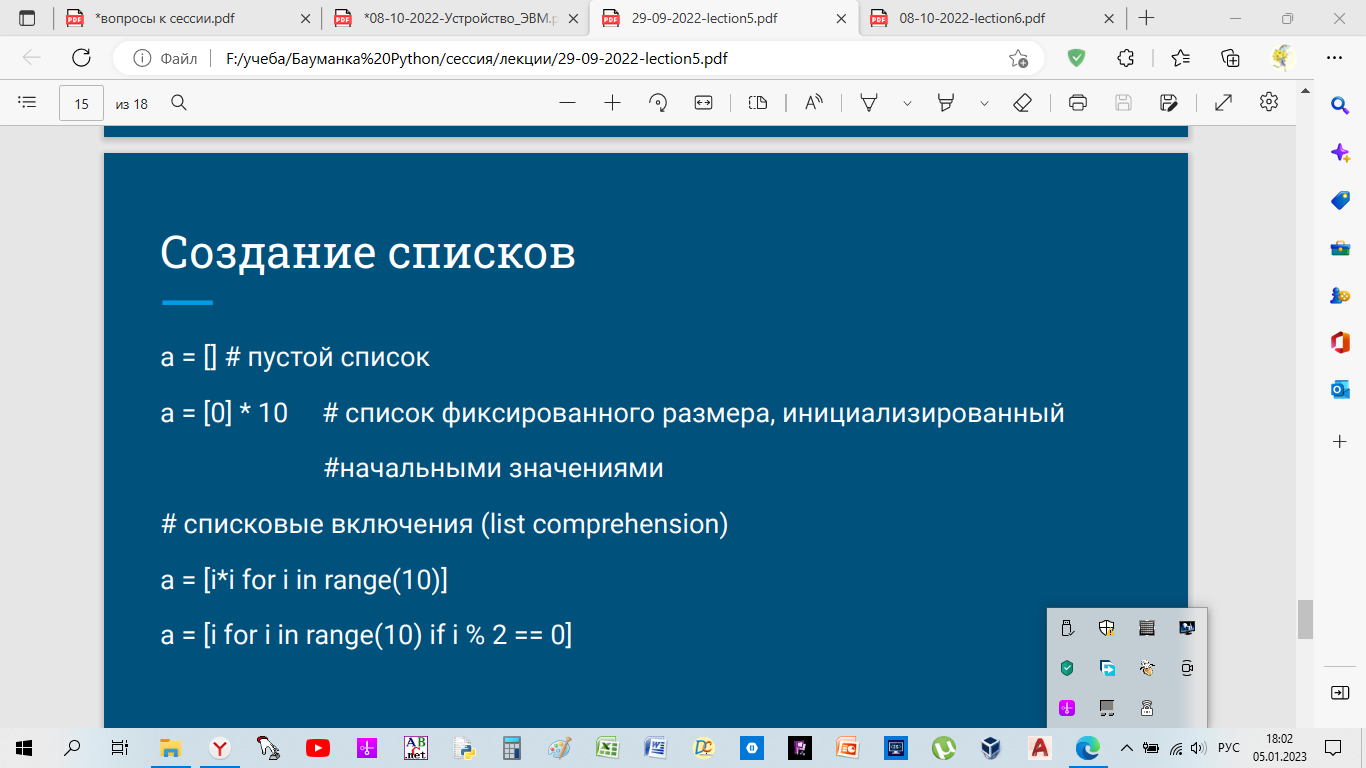 *вопросы к сессии.pdf
*08-10-2022-Устройство_ЭВМ.p
29-09-2022-lection5.pdf
08-10-2022-lection6.pdf
Файл
F:/учеба/Бауманка%20Python/сессия/лекции/29-09-2022-lection5.pdf
15 из 18
Создание списков
a = [] # пустой список
a = [0] * 10 # список фиксированного размера, инициализированный
#начальными значениями
# списковые включения (list comprehension)
a = [i*i for i in range(10)]
a = [i for i in range(10) if i % 2 == 0]
РУС
18:02
05.01.2023